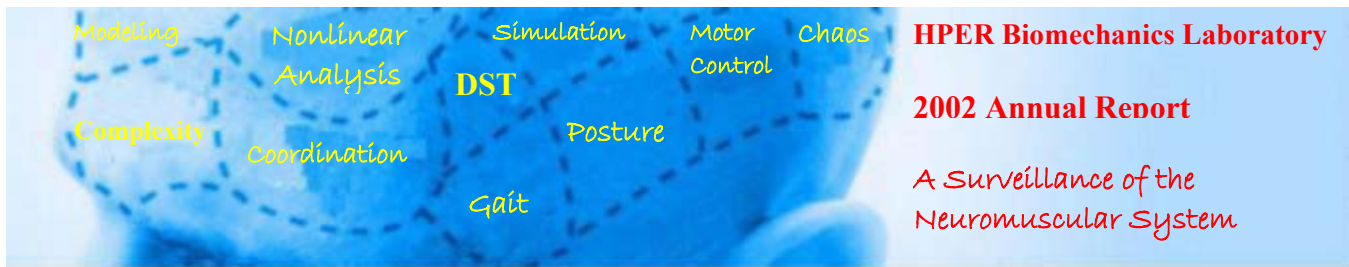 Modeling
Nonlinear
Analysis
Simulation
Motor
Control
Chaos
DST
Complexity
Coordination
Posture
Gait
HPER Biomechanics Laboratory
2002 Annual Report
A Surveillance of the
Neuromuscular System